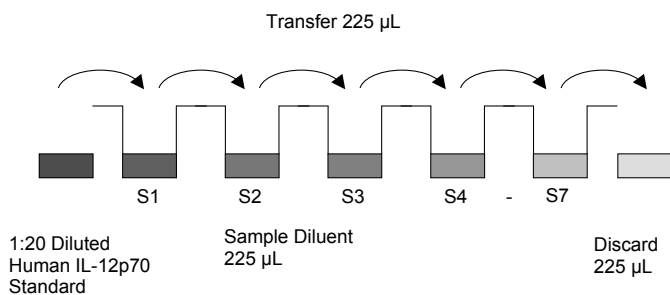 Transfer 225 µL
S1 S2 S3 S4 - S7
1:20 Diluted
Human IL-12p70
Standard
Sample Diluent
225 µL
Discard
225 µL